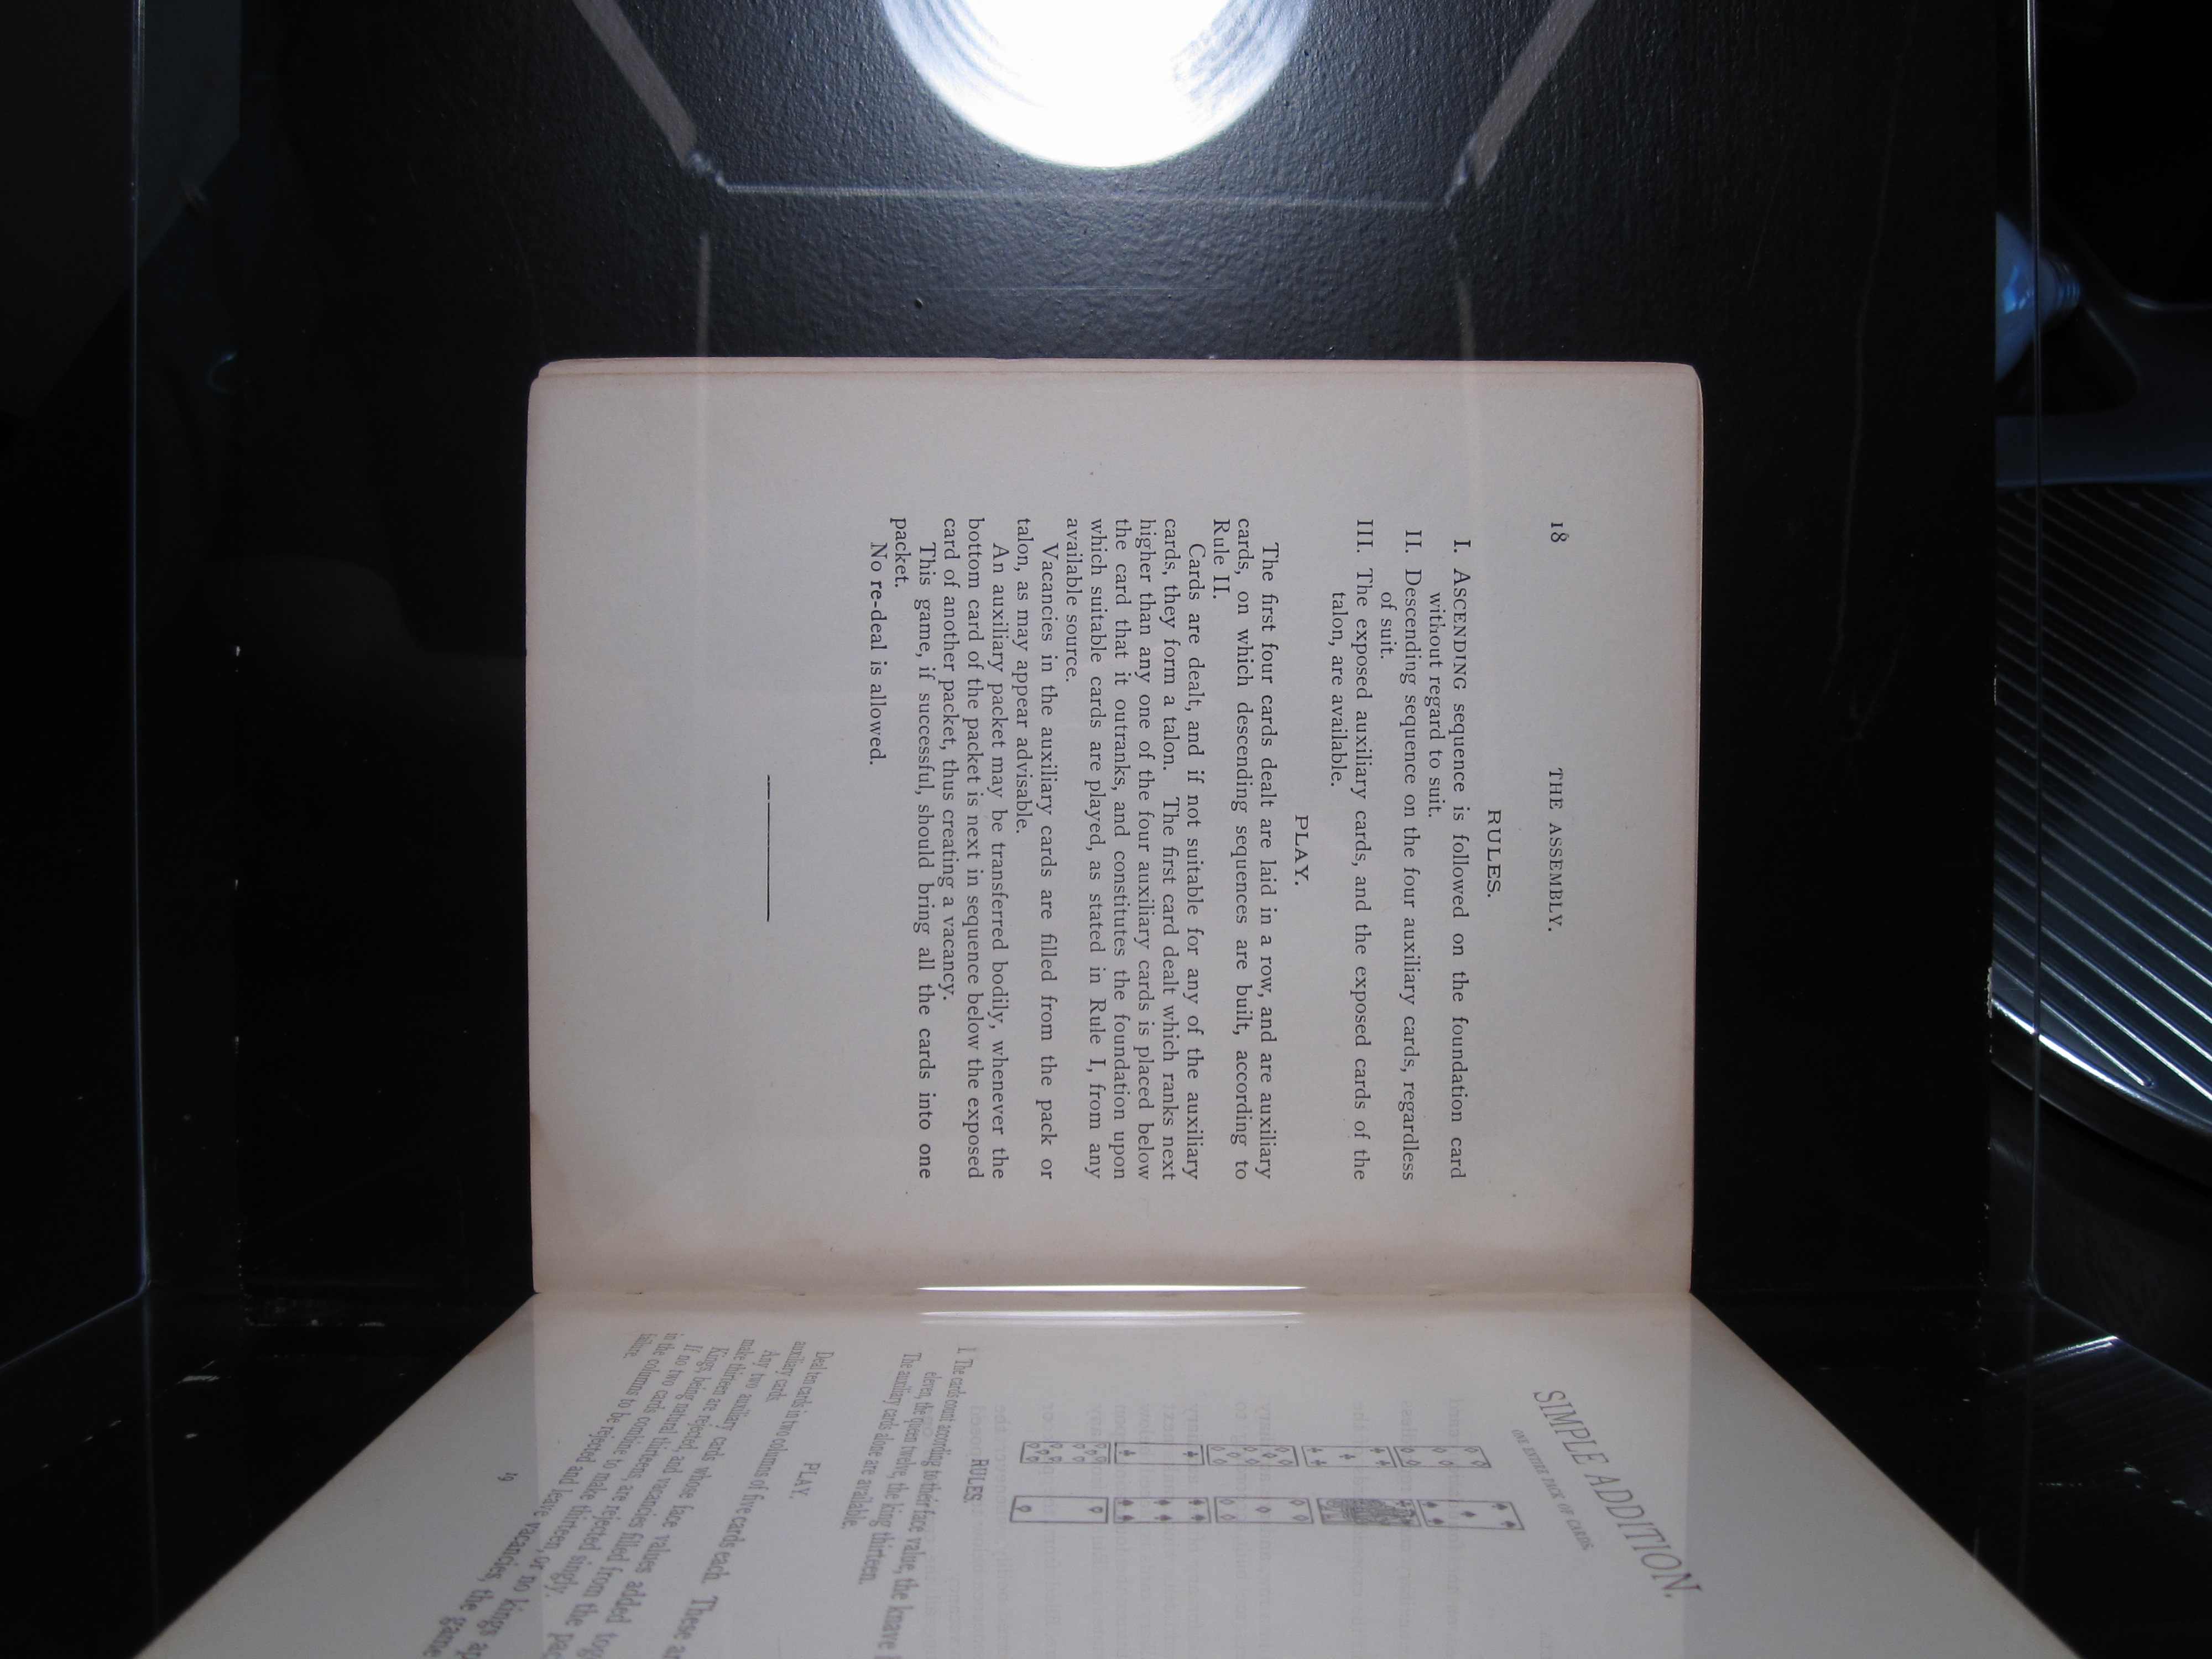 18
THE ASSEMBLY.
RULES.
I. ASCENDING sequence is followed on the foundation card
without regard to suit.
II. Descending sequence on the four auxiliary cards, regardless
of suit.
III. The exposed auxiliary cards, and the exposed cards of the
talon, are available.
PLAY.
The first four cards dealt are laid in a row, and are auxiliary
cards, on which descending sequences are built, according to
Rule II.
Cards are dealt, and if not suitable for any of the auxiliary
cards, they form a talon. The first card dealt which ranks next
higher than any one of the four auxiliary cards is placed below
the card that it outranks, and constitutes the foundation upon
which suitable cards are played, as stated in Rule I, from any
available source.
Vacancies in the auxiliary cards are filled from the pack or
talon, as may appear advisable.
An auxiliary packet may be transferred bodily, whenever the
bottom card of the packet is next in sequence below the exposed
card of another packet, thus creating a vacancy.
This game, if successful, should bring all the cards into one
packet.
No re-deal is allowed.
SIMPLE ADDITION.
ONE ENTIRE PACK OF CARDS.
RULES.
I. The cards count according to their face value, the knave
eleven, the queen twelve, the king thirteen.
The auxiliary cards alone are available.
PLAY.
Deal ten cards in two columns of five cards each. These
auxiliary cards.
Any two auxiliary cards whose face values added
make thirteen are rejected and vacancies filled from the
Kings, being natural thirteens, are rejected singly.
If no two cards combine to make thirteen, or no kings
in the columns to be rejected and leave vacancies, the game
failure.
19